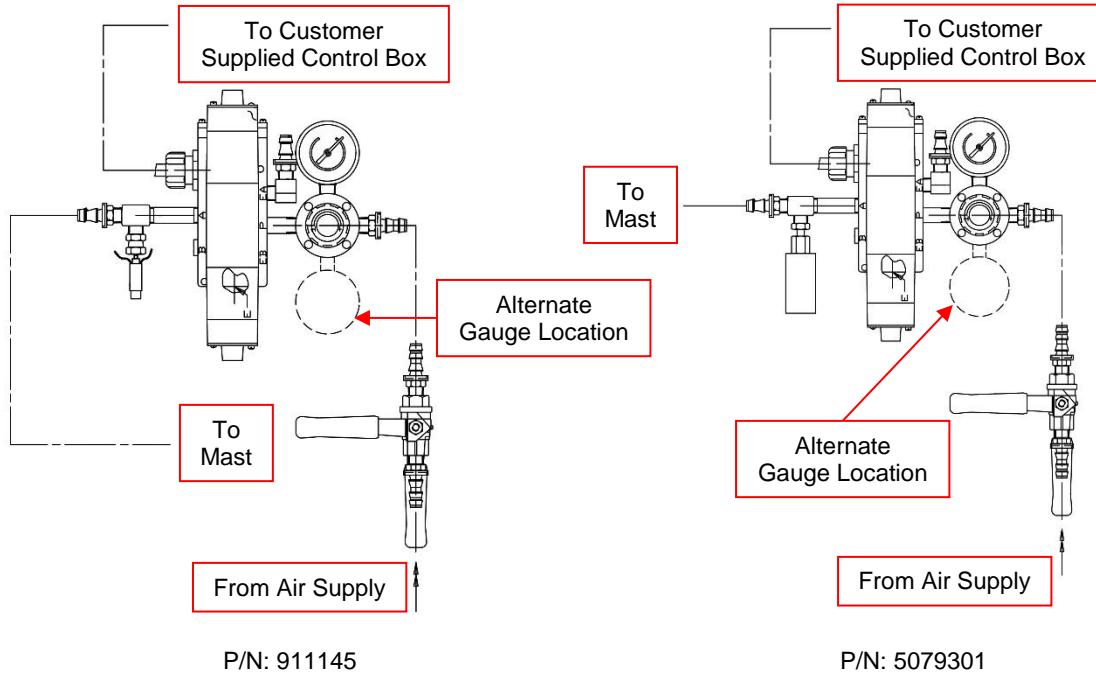 To Customer
Supplied Control Box
To
Mast
Alternate
Gauge Location
From Air Supply
P/N: 911145
To Customer
Supplied Control Box
To
Mast
Alternate
Gauge Location
From Air Supply
P/N: 5079301